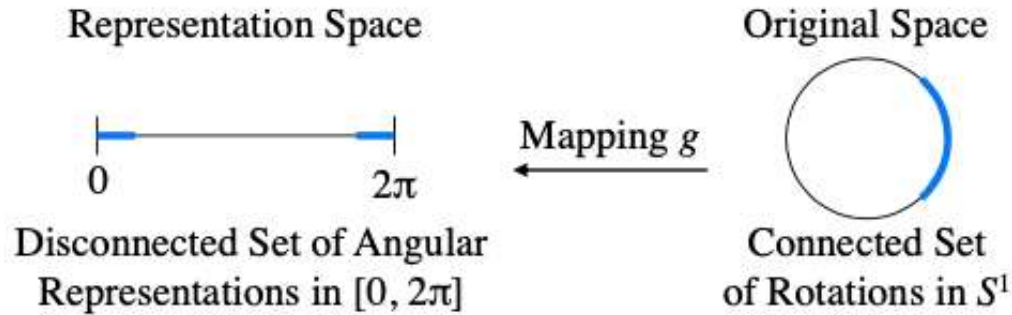 Representation Space
Original Space
Mapping g
0
2π
Disconnected Set of Angular
Representations in [0, 2π]
Connected Set
of Rotations in S¹